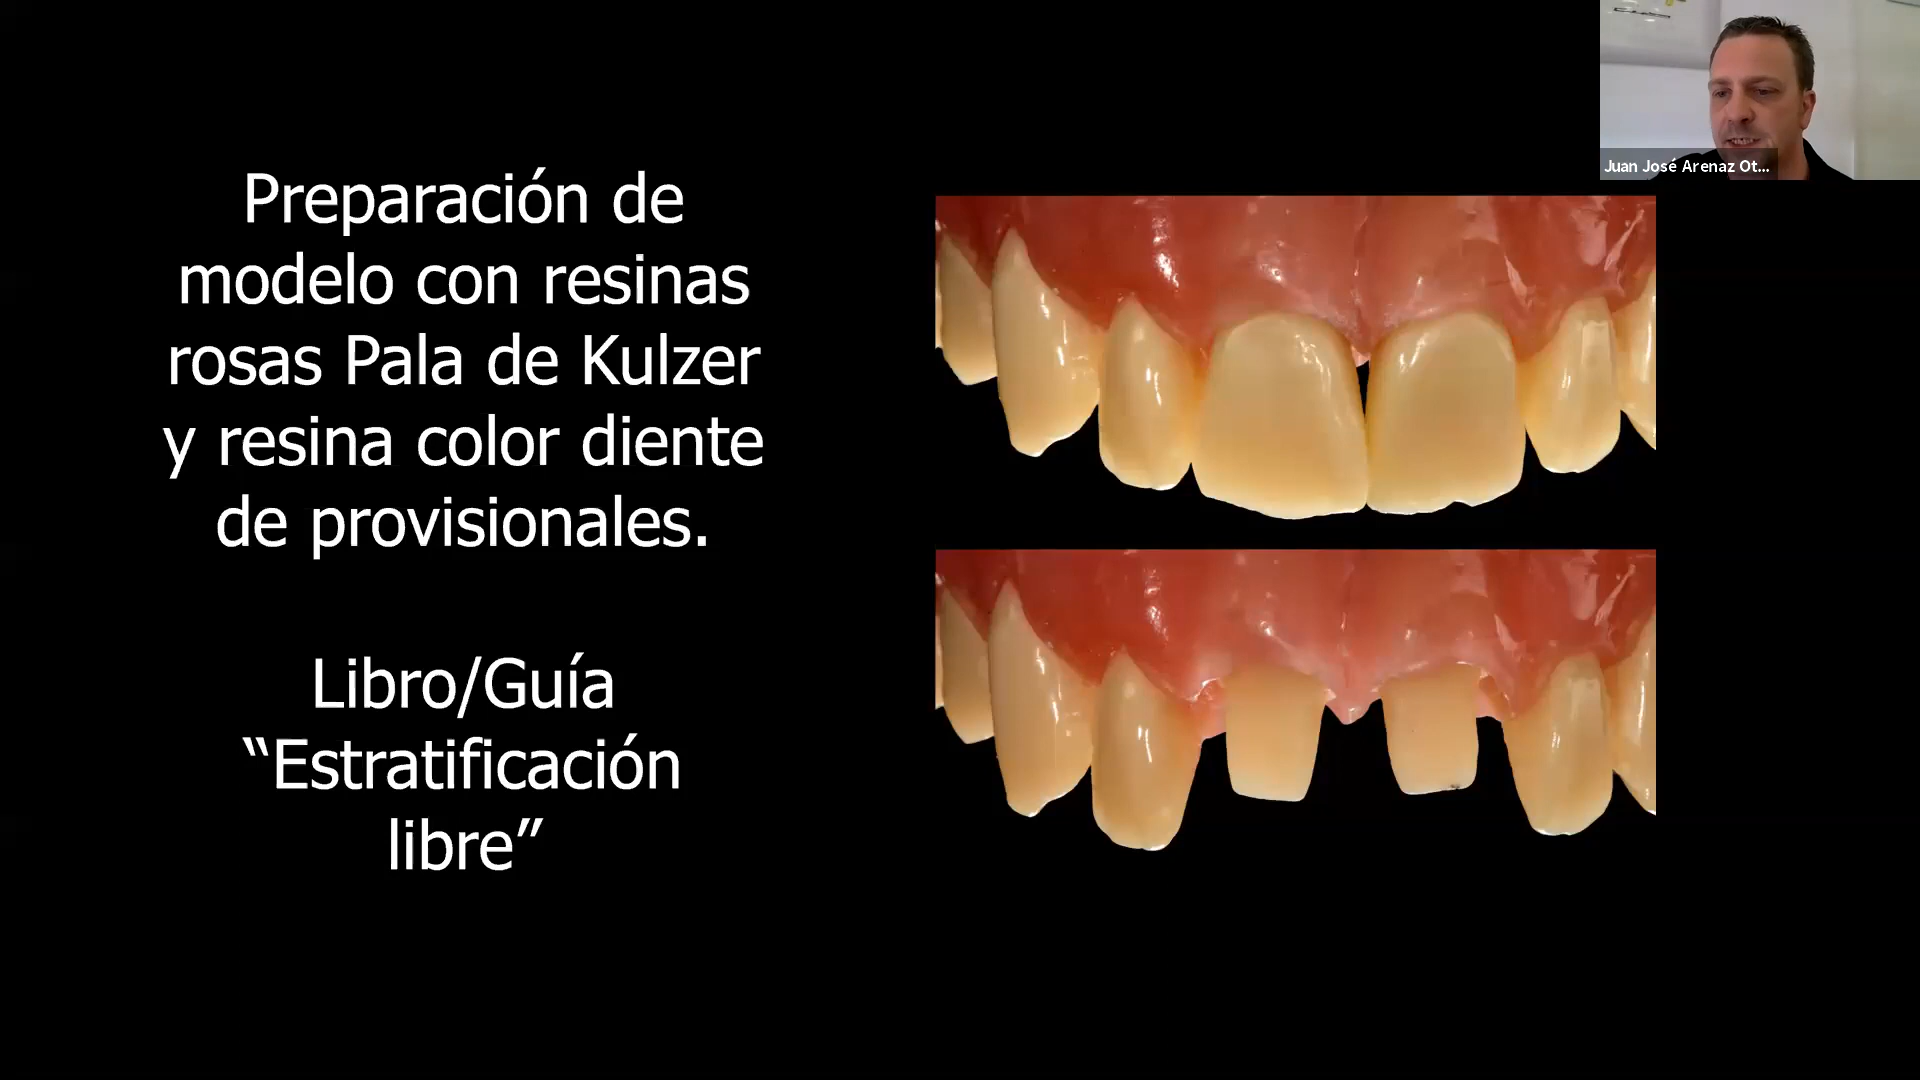 Preparación de
modelo con resinas
rosas Pala de Kulzer
y resina color diente
de provisionales.
Libro/Guía
“Estratificación
libre”
Juan José Arenaz Ot...